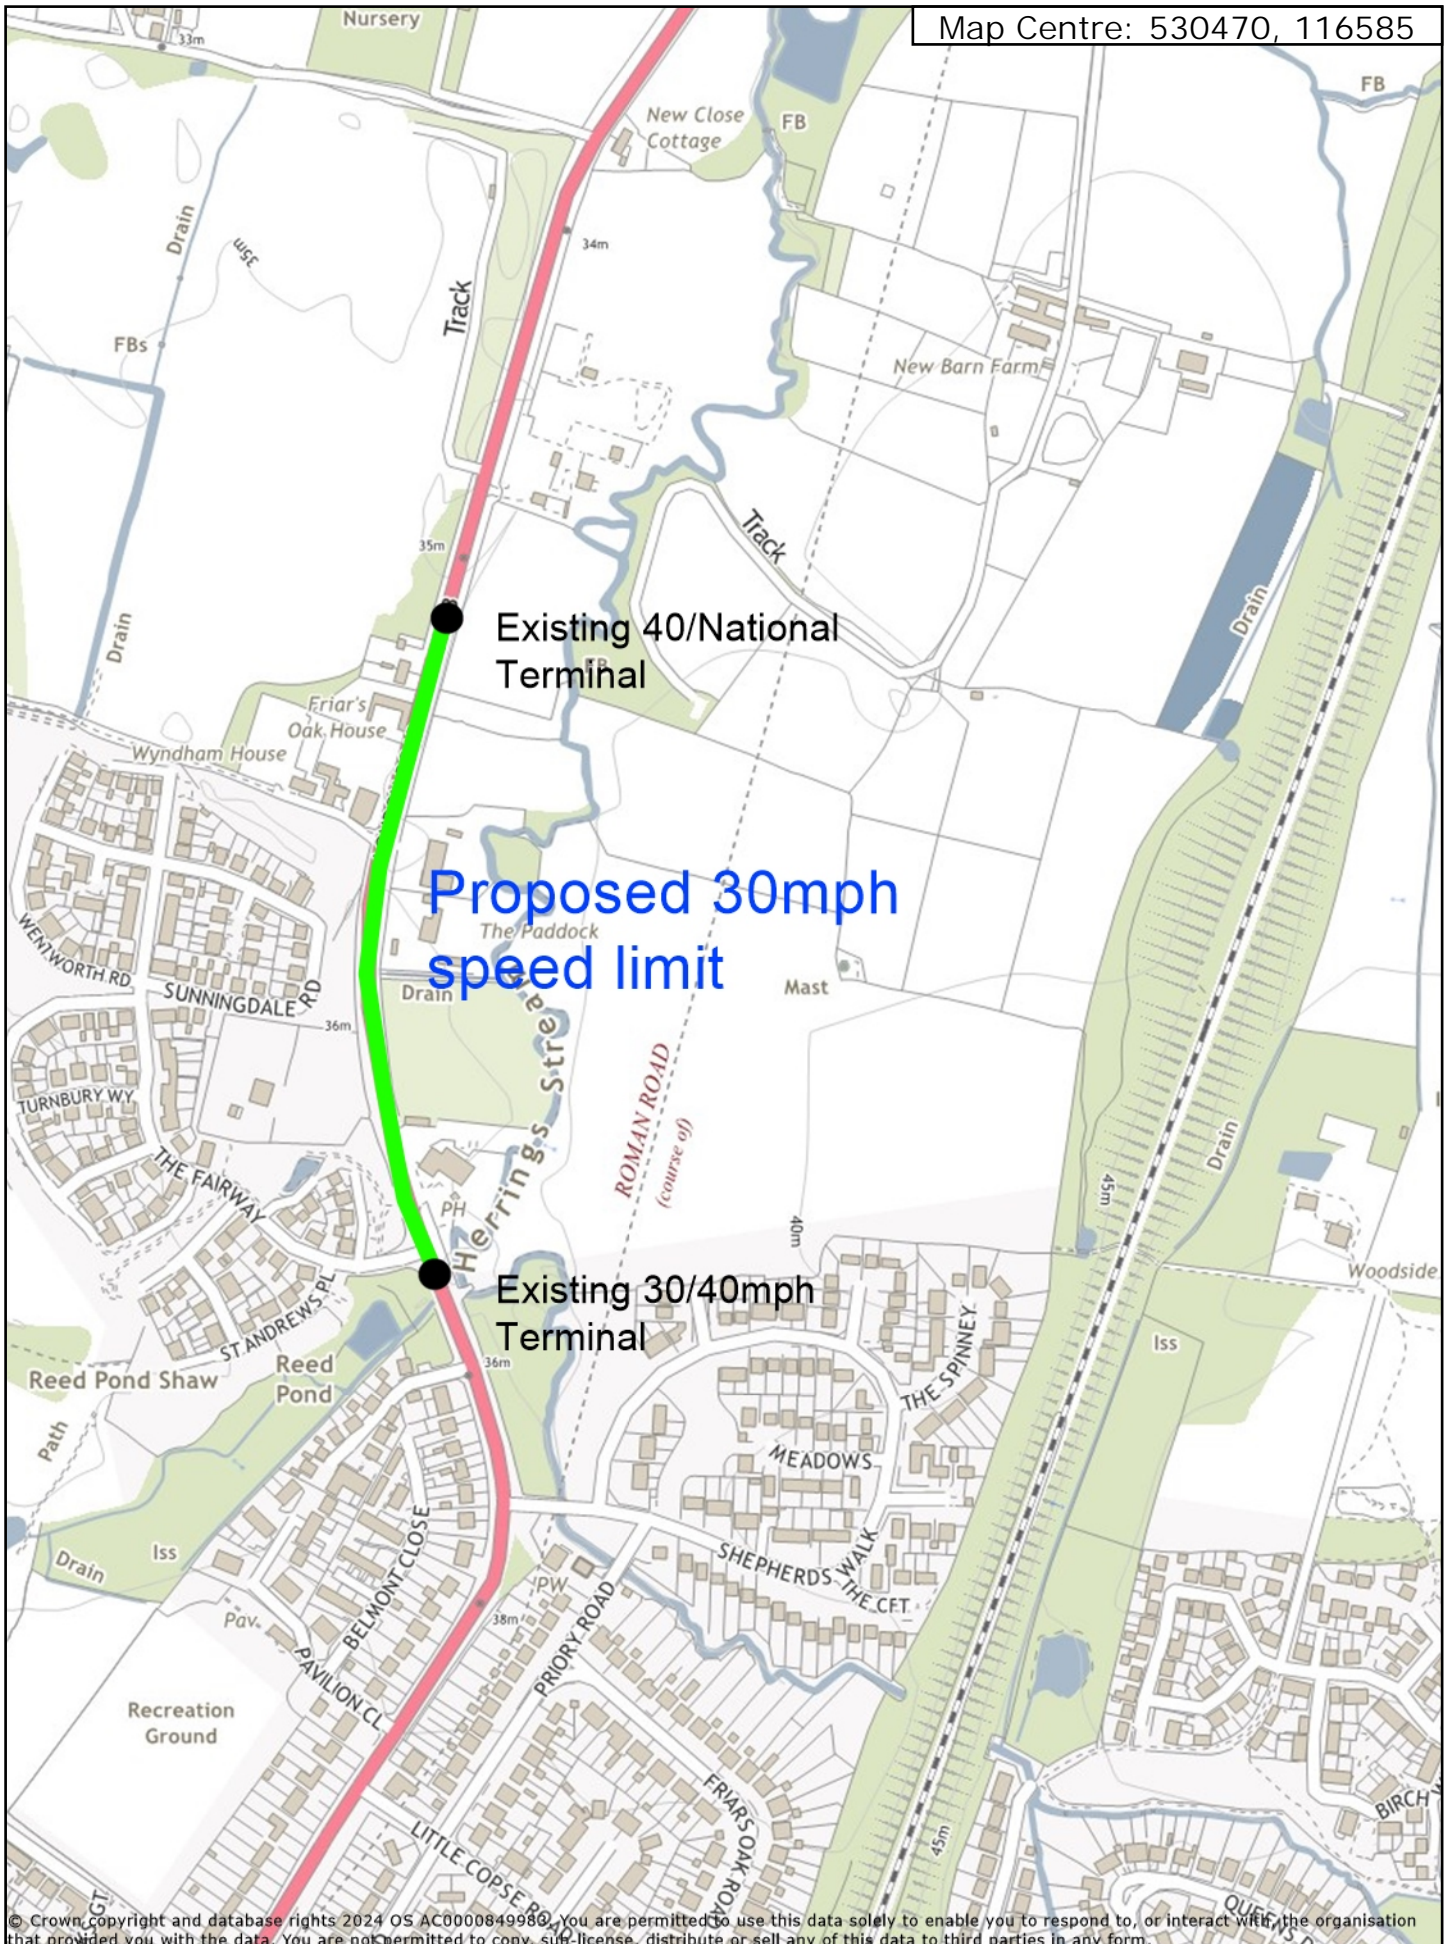 Map Centre: 530470, 116585
Nursery
33m
FB
New Close
Cottage
FB
Drain
35m
34m
Track
FBs
New Barn Farm
Track
35m
Drain
Drain
Existing 40/National
Terminal
FB
Friar's
Oak House
Wyndham House
Proposed 30mph
speed limit
The Paddock
WENTWORTH RD
SUNNINGDALE RD
Drain
Mast
36m
Herrings Stream
ROMAN ROAD
(course of)
TURNBURY WY
THE FAIRWAY
Drain
45m
PH
40m
Existing 30/40mph
Terminal
Woodside
ST ANDREWS PL
THE SPINNEY
Iss
Reed Pond Shaw
Reed
Pond
36m
Path
MEADOWS
BELMONT CLOSE
SHEPHERDS WALK
THE CFT
Iss
Drain
PW
38m
Pav.
PRIORY ROAD
PAVILION CL
Recreation
Ground
FRIARS OAK ROAD
BIRCH
LITTLE COPSE ROAD
45m
QUEEN'S
© Crown copyright and database rights 2024 OS AC0000849983. You are permitted to use this data solely to enable you to respond to, or interact with, the organisation
that provided you with the data. You are not permitted to copy, sub-license, distribute or sell any of this data to third parties in any form.